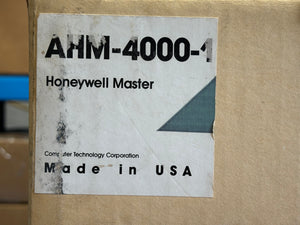 AHM-4000-1
Honeywell Master
Computer Technology Corporation
Made in USA